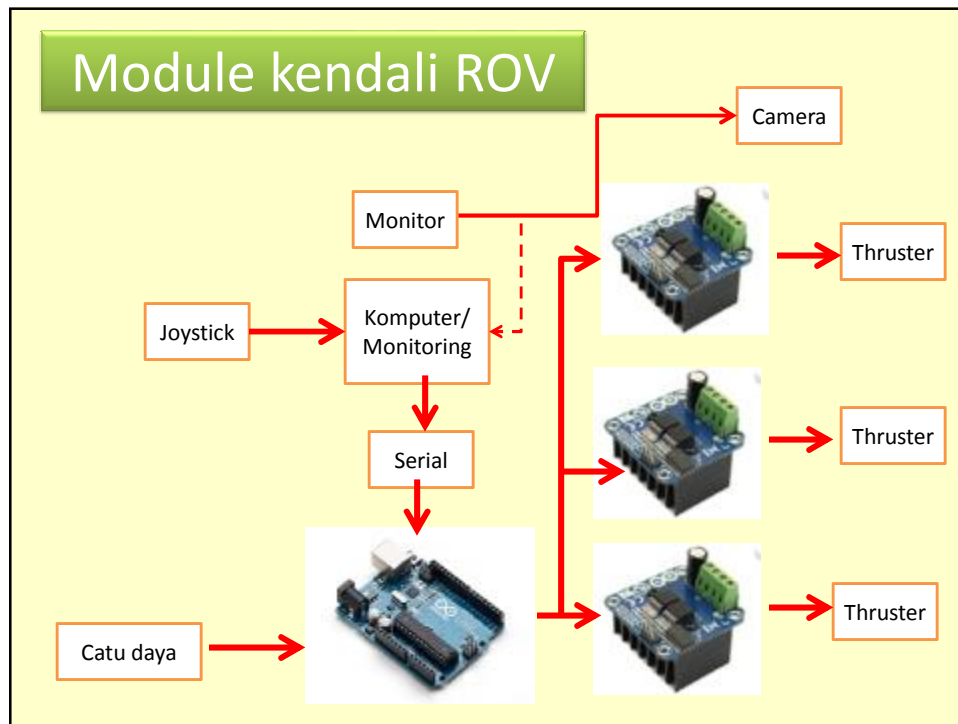 Module kendali ROV
Camera
Monitor
Thruster
Joystick
Komputer/
Monitoring
Thruster
Serial
Thruster
Catu daya